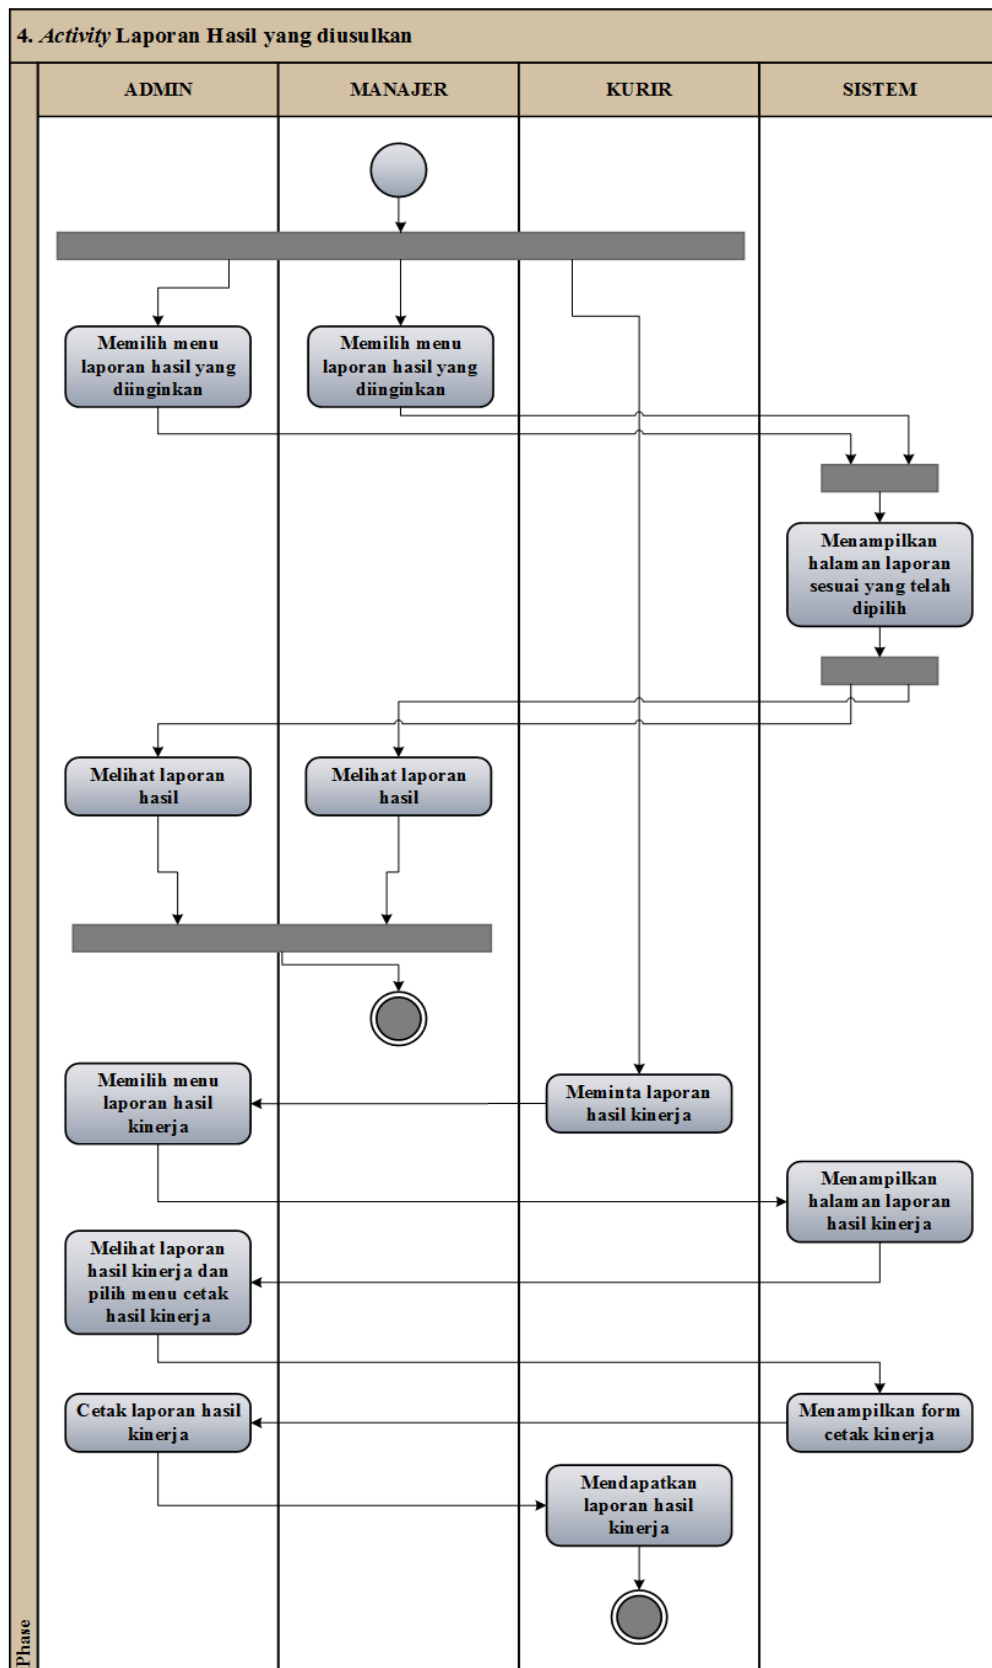 4. Activity Laporan Hasil yang diusulkan
ADMIN
MANAJER
KURIR
SISTEM
Memilih menu
laporan hasil yang
diinginkan
Memilih menu
laporan hasil yang
diinginkan
Menampilkan
halaman laporan
sesuai yang telah
dipilih
Melihat laporan
hasil
Melihat laporan
hasil
Memilih menu
laporan hasil
kinerja
Meminta laporan
hasil kinerja
Menampilkan
halaman laporan
hasil kinerja
Melihat laporan
hasil kinerja dan
pilih menu cetak
hasil kinerja
Cetak laporan hasil
kinerja
Menampilkan form
cetak kinerja
Mendapatkan
laporan hasil
kinerja
Phase